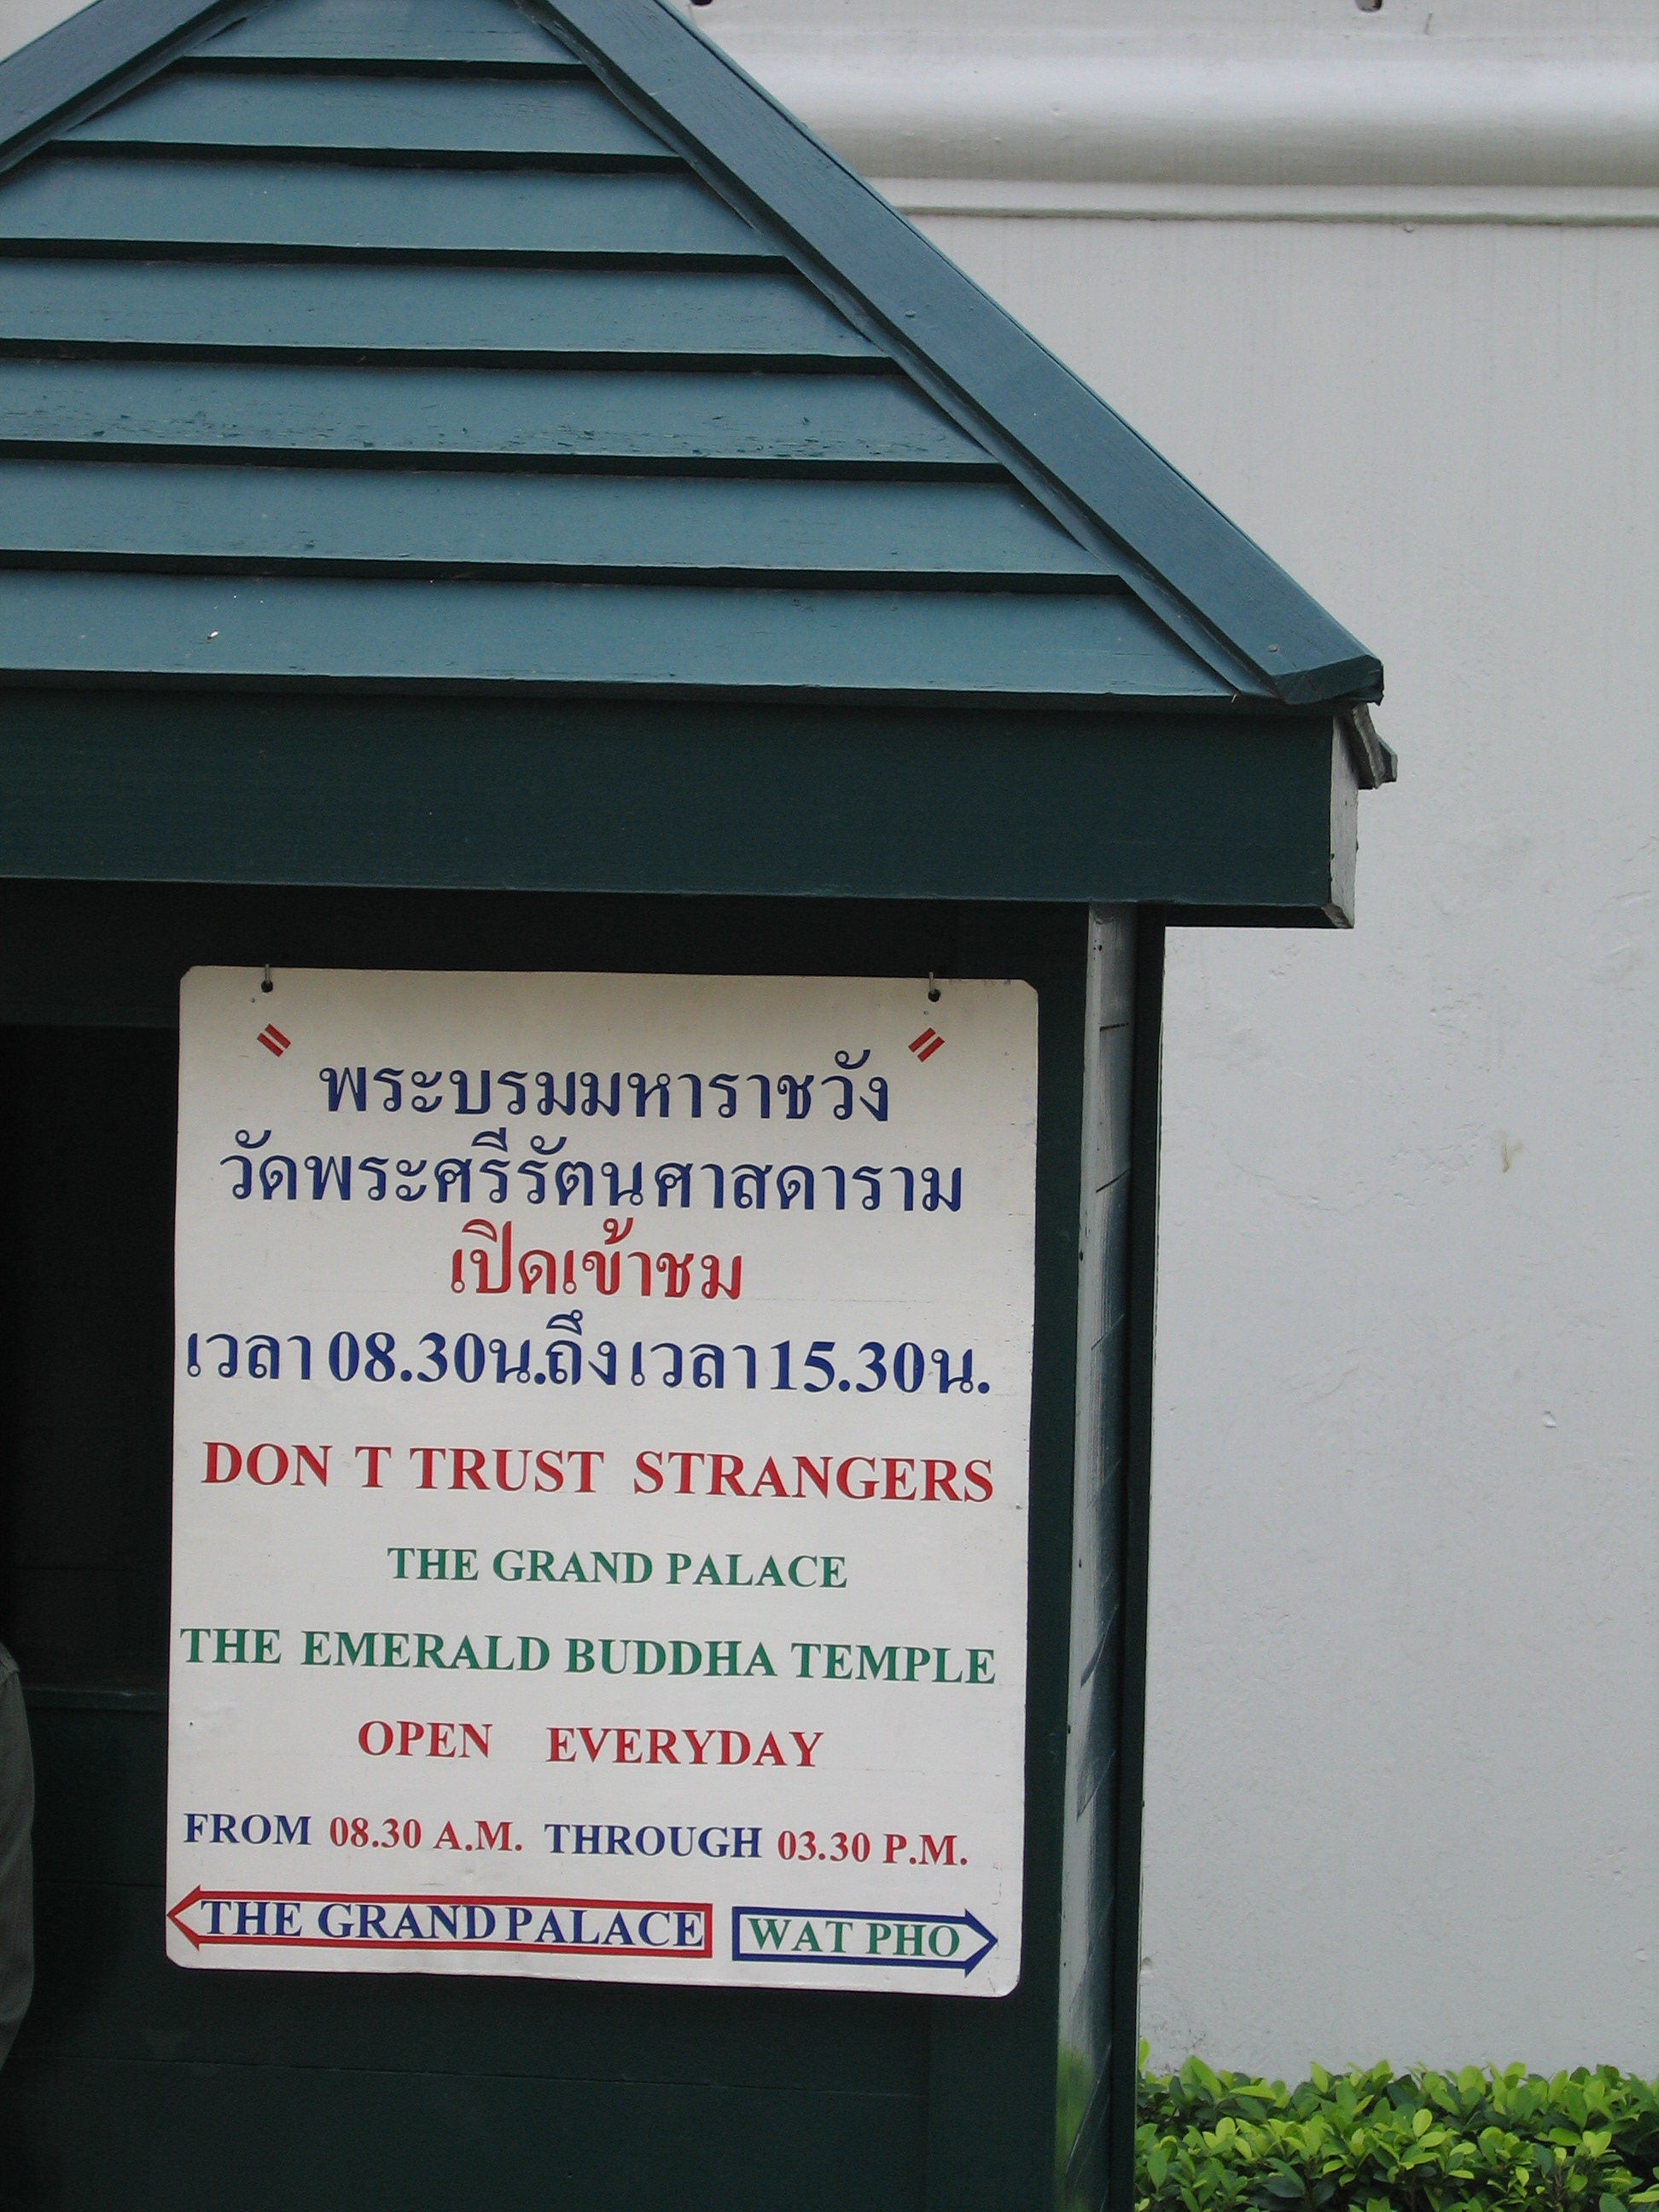 พระบรมมหาราชวัง
วัดพระศรีรัตนศาสดาราม
เปิดเข้าชม
เวลา 08.30น.ถึงเวลา 15.30น.
DON T TRUST STRANGERS
THE GRAND PALACE
THE EMERALD BUDDHA TEMPLE
OPEN EVERYDAY
FROM 08.30 A.M. THROUGH 03.30 P.M.
THE GRAND PALACE WAT PHO